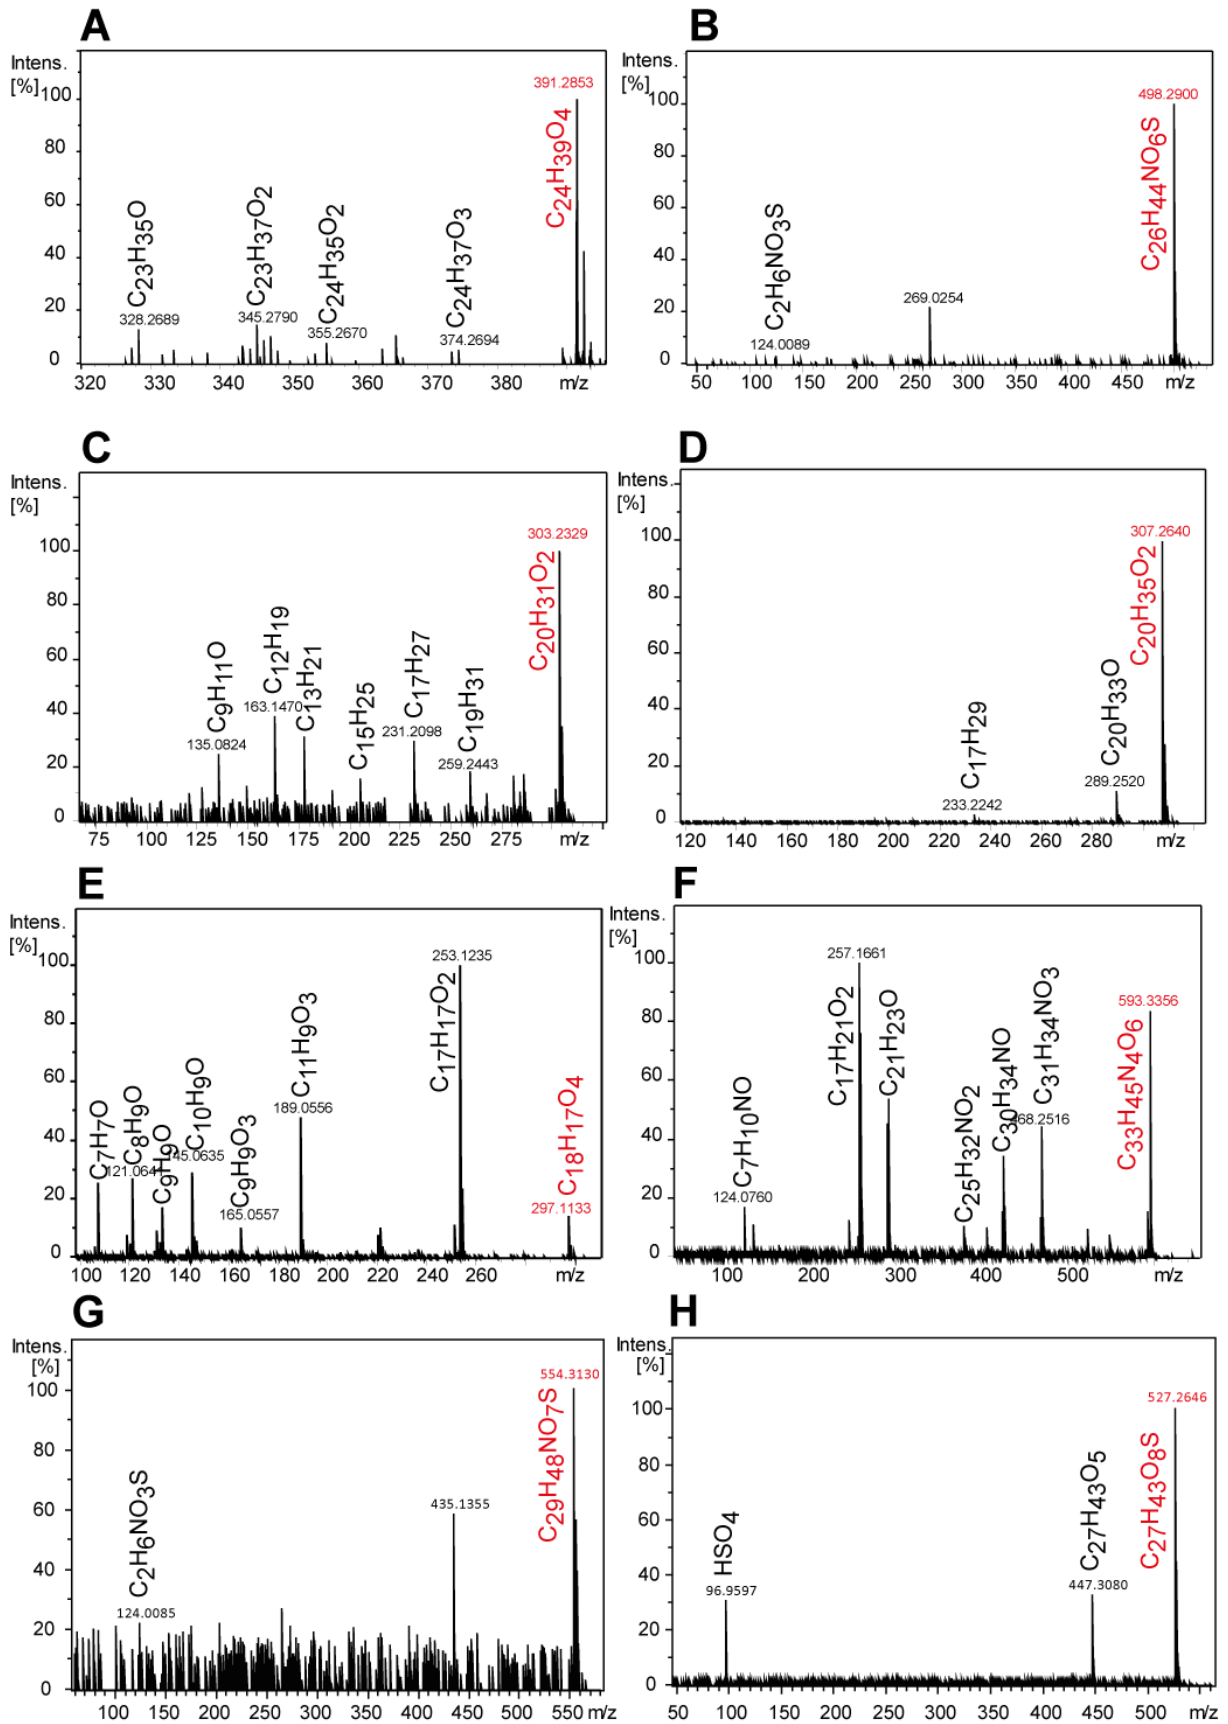 A
Intens.
[%]
100
80
60
40
20
0
320 330 340 350 360 370 380 m/z
C23H35O
328.2689
C23H37O2
345.2790
C24H35O2
355.2670
C24H37O3
374.2694
391.2853
C24H39O4
B
Intens.
[%]
100
80
60
40
20
0
50 100 150 200 250 300 350 400 450 m/z
C2H6NO3S
124.0089
269.0254
498.2900
C26H44NO6S
C
Intens.
[%]
100
80
60
40
20
0
75 100 125 150 175 200 225 250 275 m/z
C9H11O
135.0824
C12H19
163.1470
C13H21
C15H25
C17H27
231.2098
C19H31
259.2443
303.2329
C20H31O2
D
Intens.
[%]
100
80
60
40
20
0
120 140 160 180 200 220 240 260 280 m/z
C17H29
233.2242
C20H33O
289.2520
307.2640
C20H35O2
E
Intens.
[%]
100
80
60
40
20
0
100 120 140 160 180 200 220 240 260 m/z
C7H7O
C8H9O
121.0641
C9H9O
C10H9O
145.0635
C9H9O3
165.0557
C11H9O3
189.0556
253.1235
C17H17O2
C18H17O4
297.1133
F
Intens.
[%]
100
80
60
40
20
0
100 200 300 400 500 m/z
C7H10NO
124.0760
257.1661
C17H21O2
C21H23O
C25H32NO2
C30H34NO
C31H34NO3
468.2516
593.3356
C33H45N4O6
G
Intens.
[%]
100
80
60
40
20
0
100 150 200 250 300 350 400 450 500 550 m/z
C2H6NO3S
124.0085
435.1355
554.3130
C29H48NO7S
H
Intens.
[%]
100
80
60
40
20
0
50 100 150 200 250 300 350 400 450 500 m/z
HSO4
96.9597
C27H43O5
447.3080
527.2646
C27H43O8S